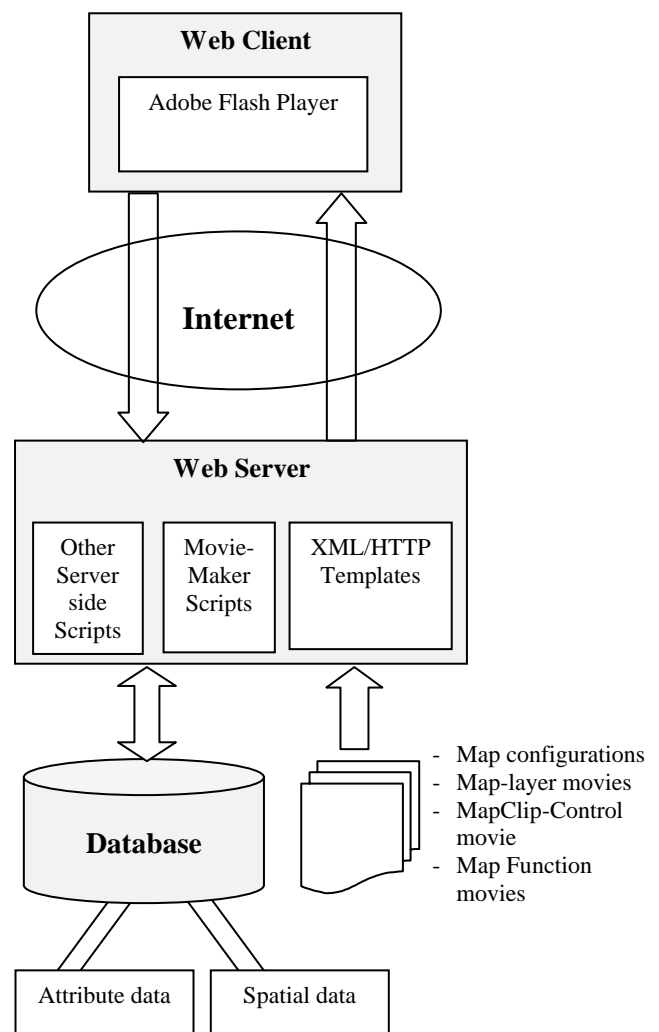 Web Client
Adobe Flash Player
Internet
Web Server
Other
Server
side
Scripts
Movie-
Maker
Scripts
XML/HTTP
Templates
- Map configurations
- Map-layer movies
- MapClip-Control
movie
- Map Function
movies
Database
Attribute data
Spatial data